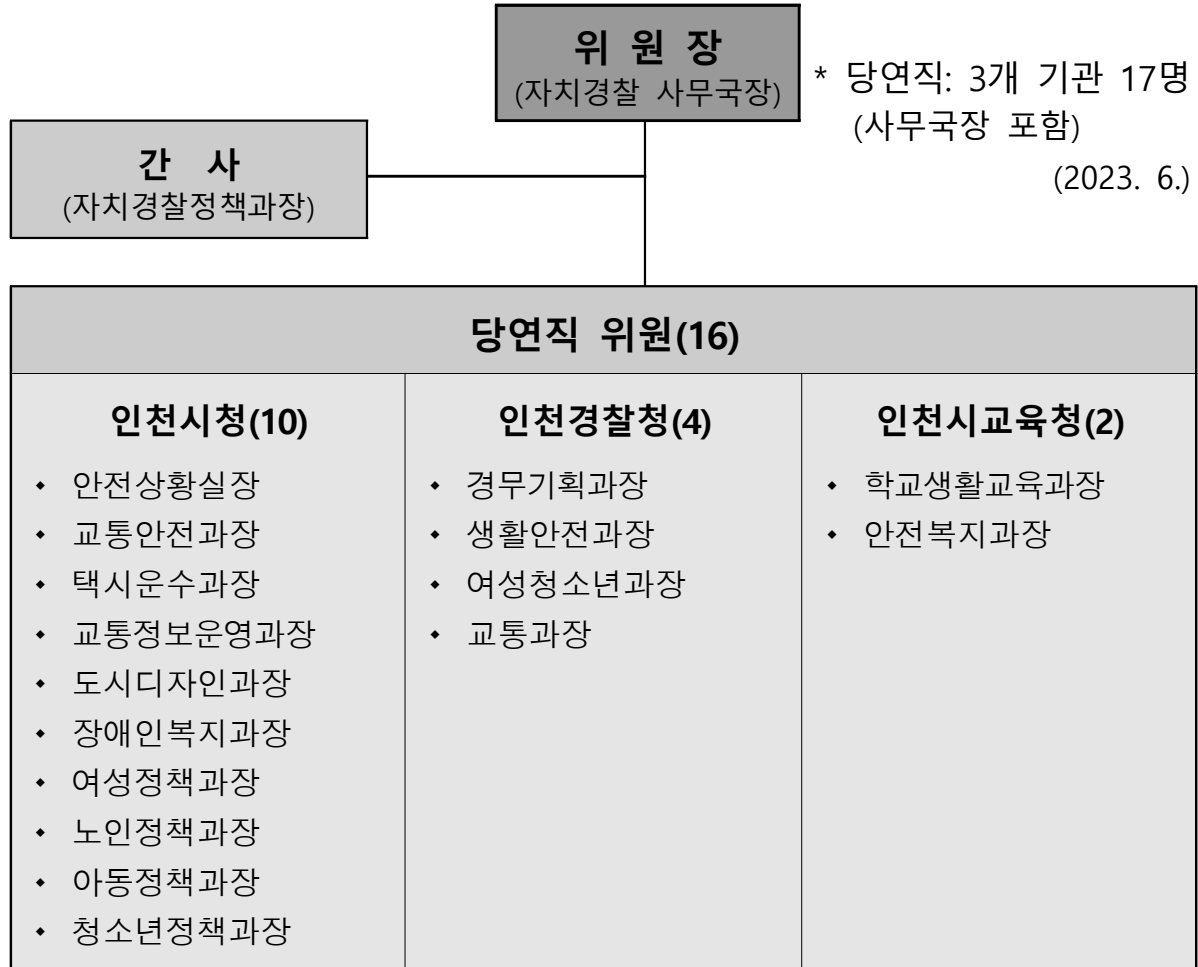 위 원 장
(자치경찰 사무국장)
* 당연직: 3개 기관 17명
(사무국장 포함)
(2023. 6.)
간 사
(자치경찰정책과장)
당연직 위원(16)
인천시청(10)
◆ 안전상황실장
◆ 교통안전과장
◆ 택시운수과장
◆ 교통정보운영과장
◆ 도시디자인과장
◆ 장애인복지과장
◆ 여성정책과장
◆ 노인정책과장
◆ 아동정책과장
◆ 청소년정책과장
인천경찰청(4)
◆ 경무기획과장
◆ 생활안전과장
◆ 여성청소년과장
◆ 교통과장
인천시교육청(2)
◆ 학교생활교육과장
◆ 안전복지과장